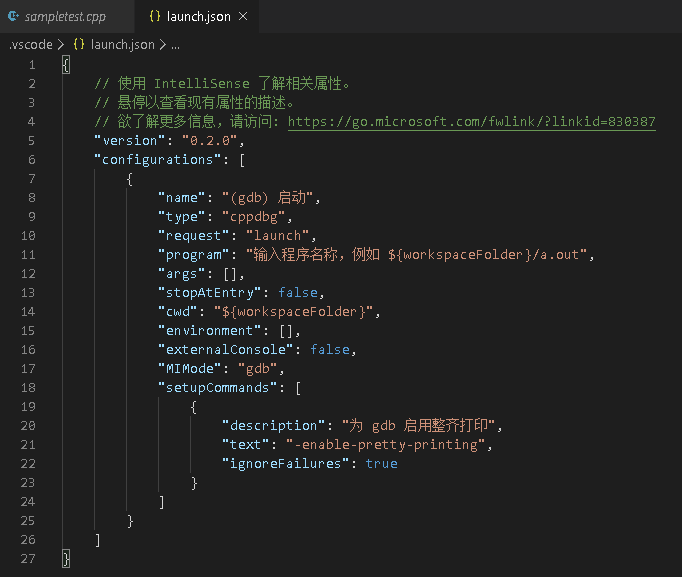 sampletest.cpp
{} launch.json ×
.vscode > {} launch.json > ...
1 {
2 // 使用 IntelliSense 了解相关属性。
3 // 悬停以查看现有属性的描述。
4 // 欲了解更多信息，请访问: https://go.microsoft.com/fwlink/?linkid=830387
5 "version": "0.2.0",
6 "configurations": [
7 {
8 "name": "(gdb) 启动",
9 "type": "cppdbg",
10 "request": "launch",
11 "program": "输入程序名称，例如 ${workspaceFolder}/a.out",
12 "args": [],
13 "stopAtEntry": false,
14 "cwd": "${workspaceFolder}",
15 "environment": [],
16 "externalConsole": false,
17 "MIMode": "gdb",
18 "setupCommands": [
19 {
20 "description": "为 gdb 启用整齐打印",
21 "text": "-enable-pretty-printing",
22 "ignoreFailures": true
23 }
24 ]
25 }
26 ]
27 }